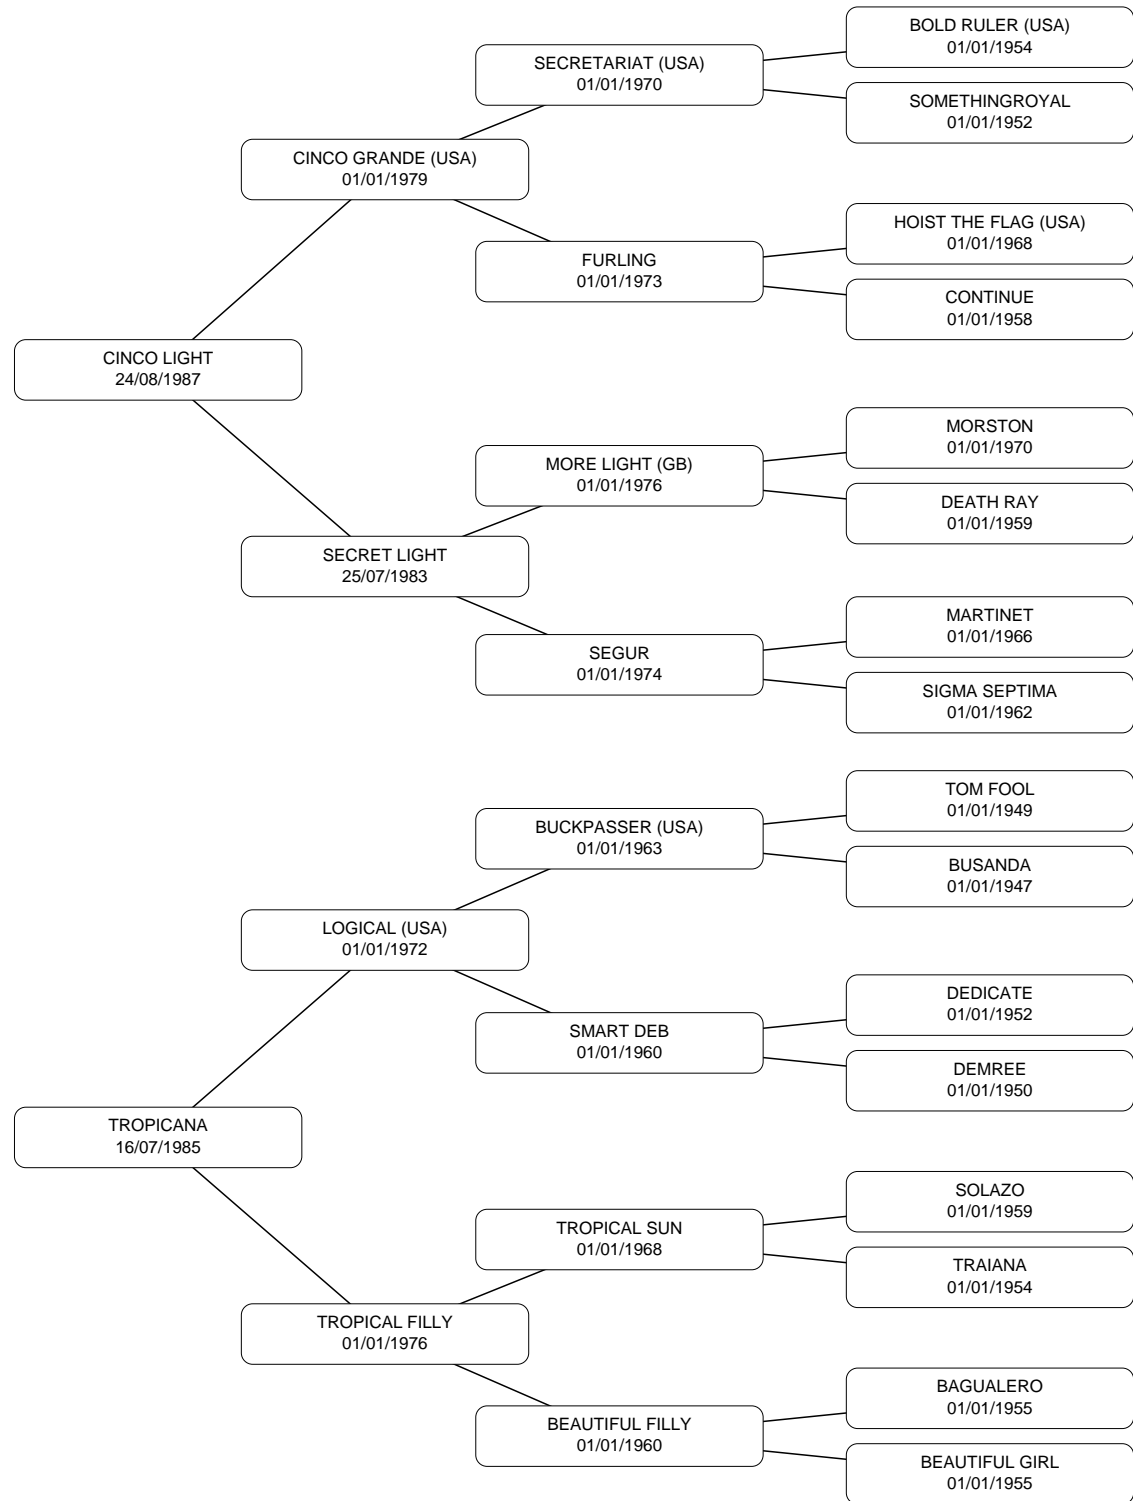 BOLD RULER (USA)
01/01/1954
SECRETARIAT (USA)
01/01/1970
SOMETHINGROYAL
01/01/1952
CINCO GRANDE (USA)
01/01/1979
HOIST THE FLAG (USA)
01/01/1968
FURLING
01/01/1973
CONTINUE
01/01/1958
CINCO LIGHT
24/08/1987
MORSTON
01/01/1970
MORE LIGHT (GB)
01/01/1976
DEATH RAY
01/01/1959
SECRET LIGHT
25/07/1983
MARTINET
01/01/1966
SEGUR
01/01/1974
SIGMA SEPTIMA
01/01/1962
TOM FOOL
01/01/1949
BUCKPASSER (USA)
01/01/1963
BUSANDA
01/01/1947
LOGICAL (USA)
01/01/1972
DEDICATE
01/01/1952
SMART DEB
01/01/1960
DEMREE
01/01/1950
TROPICANA
16/07/1985
SOLAZO
01/01/1959
TROPICAL SUN
01/01/1968
TRAIANA
01/01/1954
TROPICAL FILLY
01/01/1976
BAGUALERO
01/01/1955
BEAUTIFUL FILLY
01/01/1960
BEAUTIFUL GIRL
01/01/1955